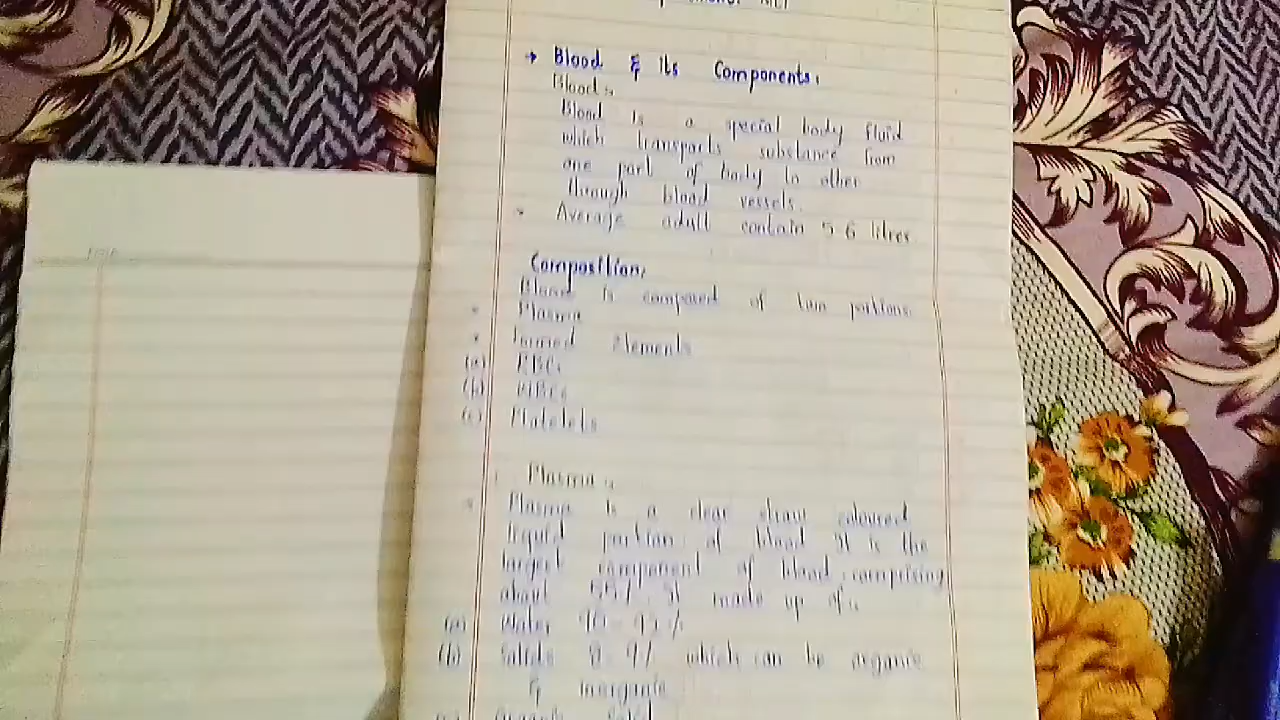 → Blood & its Components:
Blood:
Blood is a special body fluid
which transports substance from
one part of body to other
through blood vessels.
Average adult contain 5-6 litres
Composition:
Blood is composed of two portions
Plasma
Formed Elements
(a) RBCs
(b) WBCs
(c) Platelets
Plasma:
Plasma is a clear straw coloured
liquid portion of blood It is the
largest component of blood comprising
about 55%. It made up of:
(a) Water 90-95%
(b) Solids 8-9% which can be organic
& inorganic